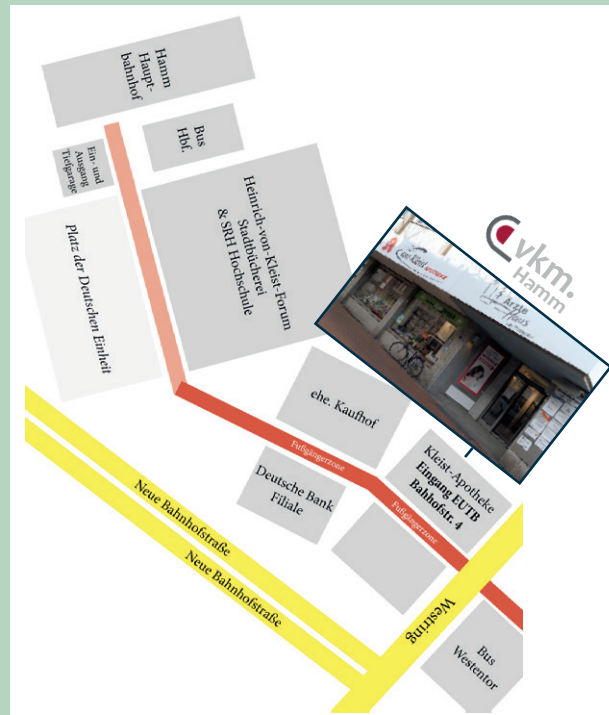 Hamm
Haupt-
bahnhof
Bus
Hbf.
Ein- und
Ausgang
Tiefgarage
Platz der Deutschen Einheit
Heinrich-von-Kleist-Forum
Stadtbücherei
& SRH Hochschule
vkm.
Hamm
Ärzte
Haus
ehe. Kaufhof
Fußgängerzone
Deutsche Bank
Filiale
Kleist-Apotheke
Eingang EUTB
Bahhofstr. 4
Fußgängerzone
Neue Bahnhofstraße
Neue Bahnhofstraße
Westring
Bus
Westentor